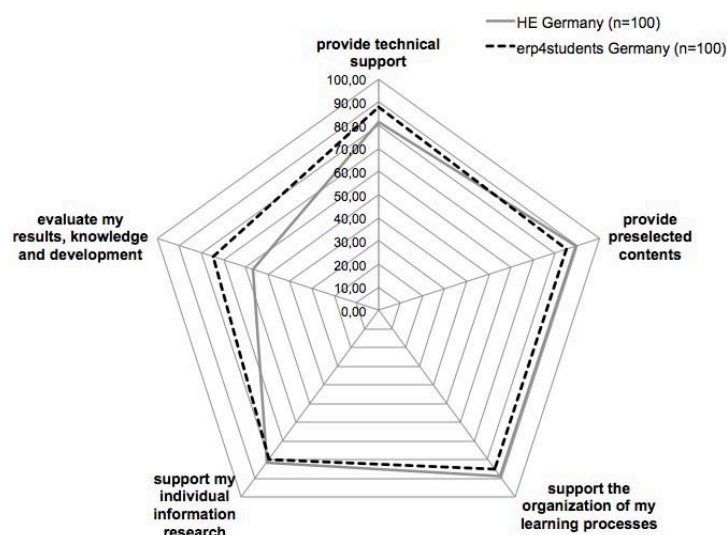 HE Germany (n=100)
erp4students Germany (n=100)
provide technical
support
100,00
90,00
80,00
70,00
60,00
50,00
40,00
30,00
20,00
10,00
0,00
evaluate my
results, knowledge
and development
provide
preselected
contents
support my
individual
information
research
support the
organization of my
learning processes